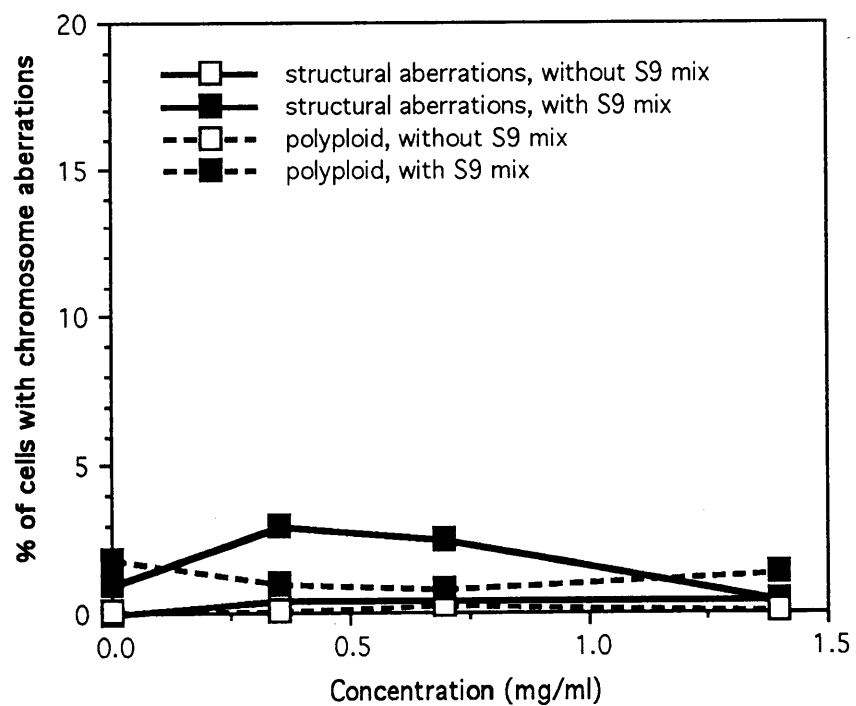 20
structural aberrations, without S9 mix
structural aberrations, with S9 mix
polyploid, without S9 mix
polyploid, with S9 mix
15
10
5
0
% of cells with chromosome aberrations
0.0 0.5 1.0 1.5
Concentration (mg/ml)